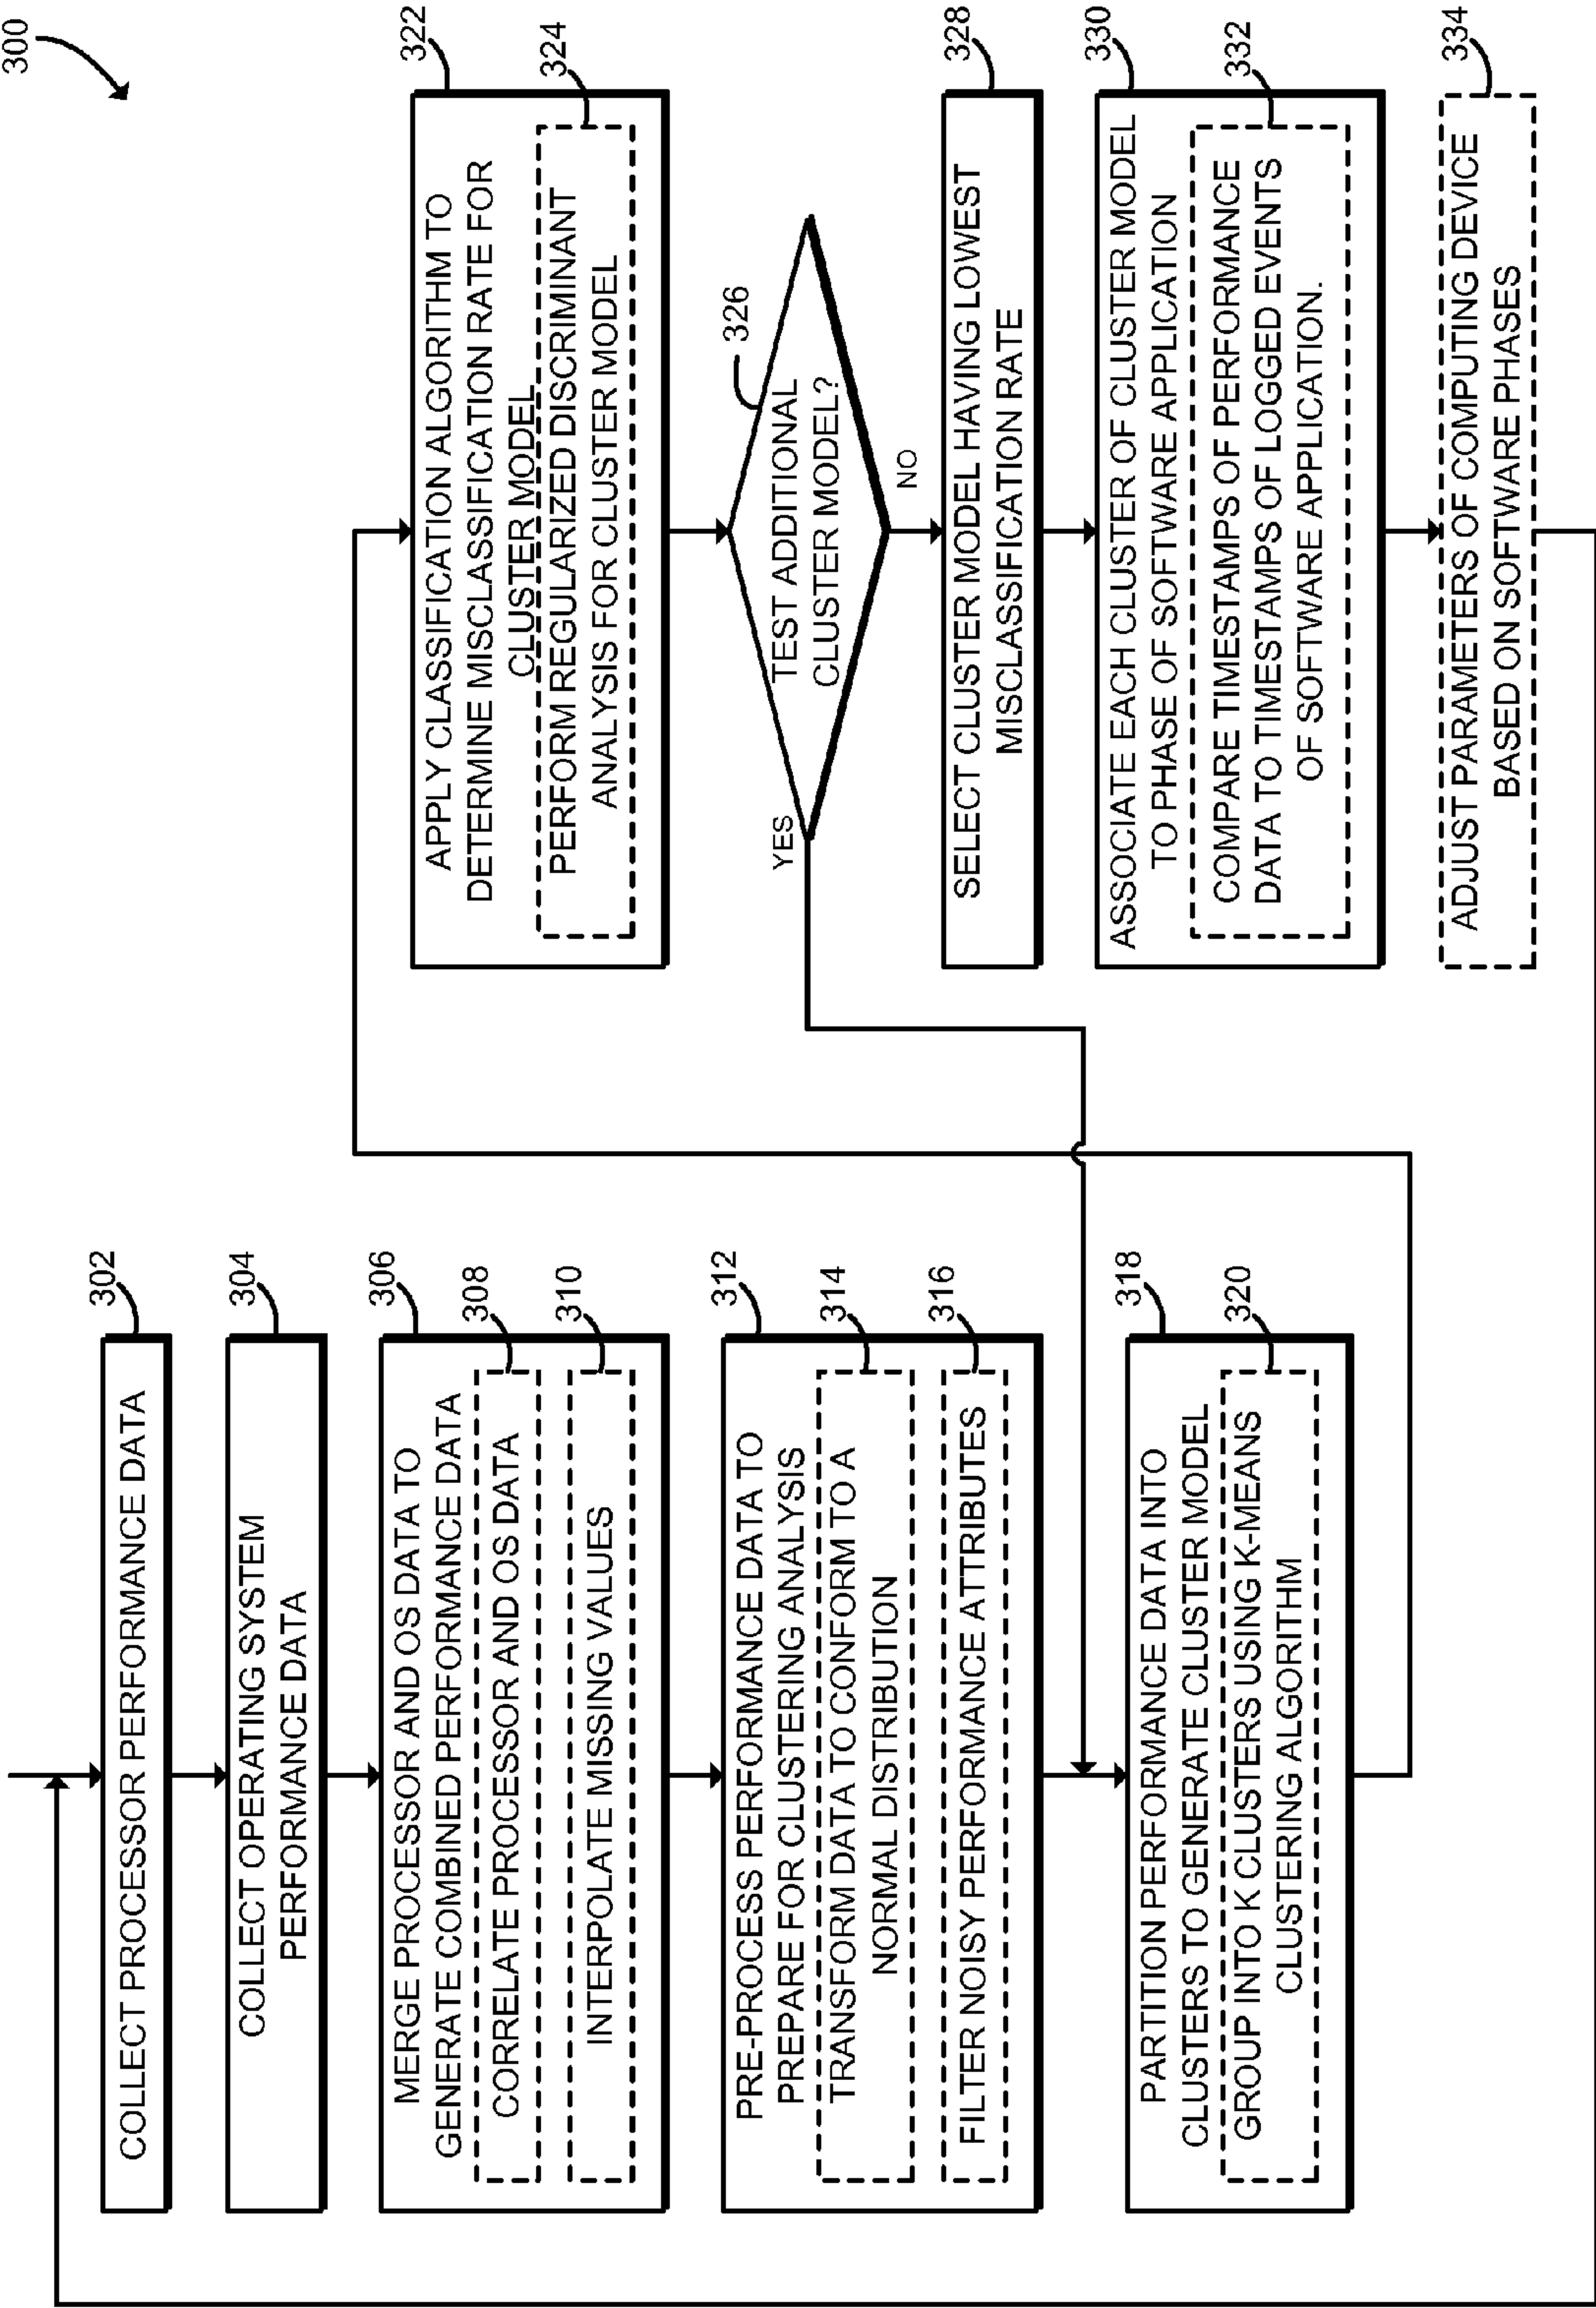 300
302
COLLECT PROCESSOR PERFORMANCE DATA
304
COLLECT OPERATING SYSTEM
PERFORMANCE DATA
306
MERGE PROCESSOR AND OS DATA TO
GENERATE COMBINED PERFORMANCE DATA
308
CORRELATE PROCESSOR AND OS DATA
310
INTERPOLATE MISSING VALUES
312
PRE-PROCESS PERFORMANCE DATA TO
PREPARE FOR CLUSTERING ANALYSIS
314
TRANSFORM DATA TO CONFORM TO A
NORMAL DISTRIBUTION
316
FILTER NOISY PERFORMANCE ATTRIBUTES
318
PARTITION PERFORMANCE DATA INTO
CLUSTERS TO GENERATE CLUSTER MODEL
320
GROUP INTO K CLUSTERS USING K-MEANS
CLUSTERING ALGORITHM
322
APPLY CLASSIFICATION ALGORITHM TO
DETERMINE MISCLASSIFICATION RATE FOR
CLUSTER MODEL
324
PERFORM REGULARIZED DISCRIMINANT
ANALYSIS FOR CLUSTER MODEL
326
TEST ADDITIONAL
CLUSTER MODEL?
YES
NO
328
SELECT CLUSTER MODEL HAVING LOWEST
MISCLASSIFICATION RATE
330
ASSOCIATE EACH CLUSTER OF CLUSTER MODEL
TO PHASE OF SOFTWARE APPLICATION
332
COMPARE TIMESTAMPS OF PERFORMANCE
DATA TO TIMESTAMPS OF LOGGED EVENTS
OF SOFTWARE APPLICATION.
334
ADJUST PARAMETERS OF COMPUTING DEVICE
BASED ON SOFTWARE PHASES